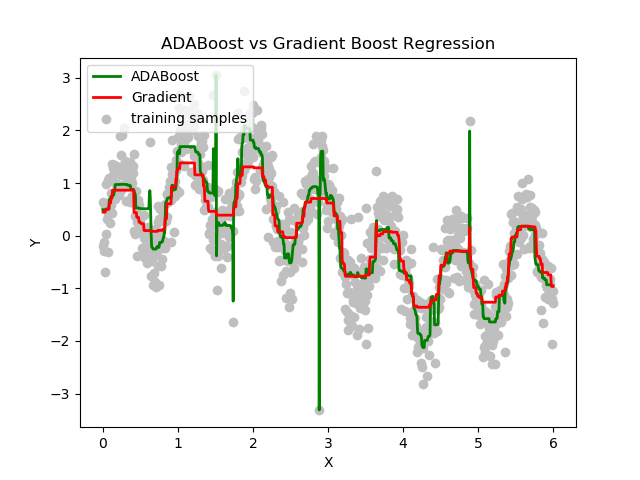 ADABoost vs Gradient Boost Regression
ADABoost
Gradient
training samples
3
2
1
0
−1
−2
−3
Y
0 1 2 3 4 5 6
X